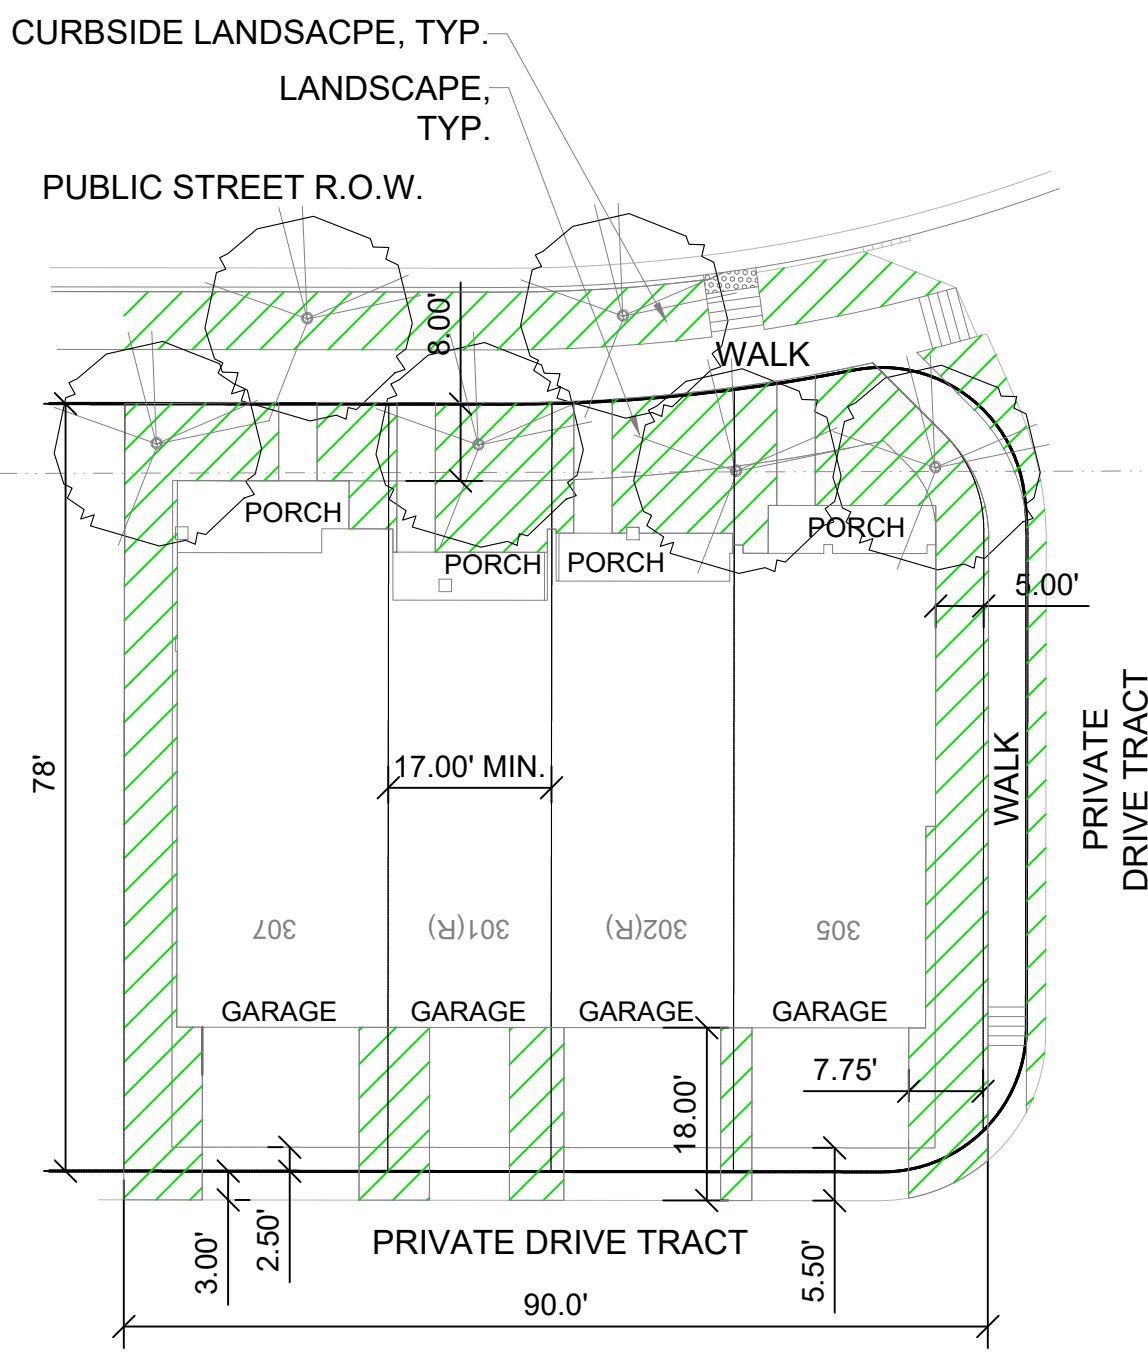 CURBSIDE LANDSACPE, TYP.
LANDSCAPE,
TYP.
PUBLIC STREET R.O.W.
8.00'
WALK
PORCH
PORCH
PORCH
PORCH
5.00'
78'
17.00' MIN.
WALK
PRIVATE
DRIVE TRACT
307
301(R)
302(R)
305
GARAGE
GARAGE
GARAGE
GARAGE
7.75'
18.00'
3.00'
2.50'
PRIVATE DRIVE TRACT
5.50'
90.0'